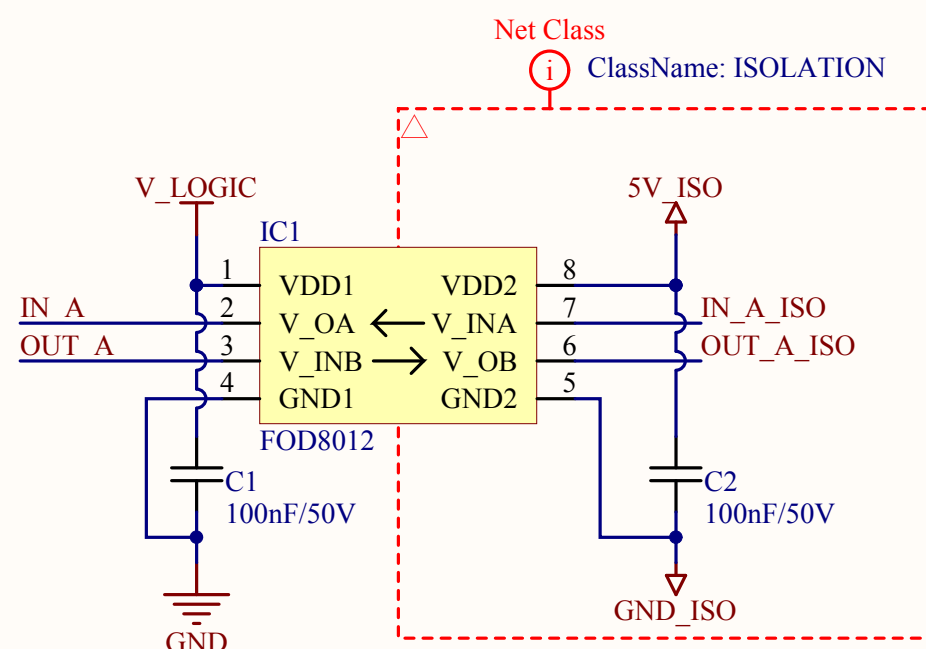 Net Class
i ClassName: ISOLATION
V_LOGIC
5V_ISO
IC1
1 VDD1 VDD2 8
IN_A 2 V_OA V_INA 7 IN_A_ISO
OUT_A 3 V_INB V_OB 6 OUT_A_ISO
4 GND1 GND2 5
FOD8012
C1
100nF/50V
C2
100nF/50V
GND
GND_ISO